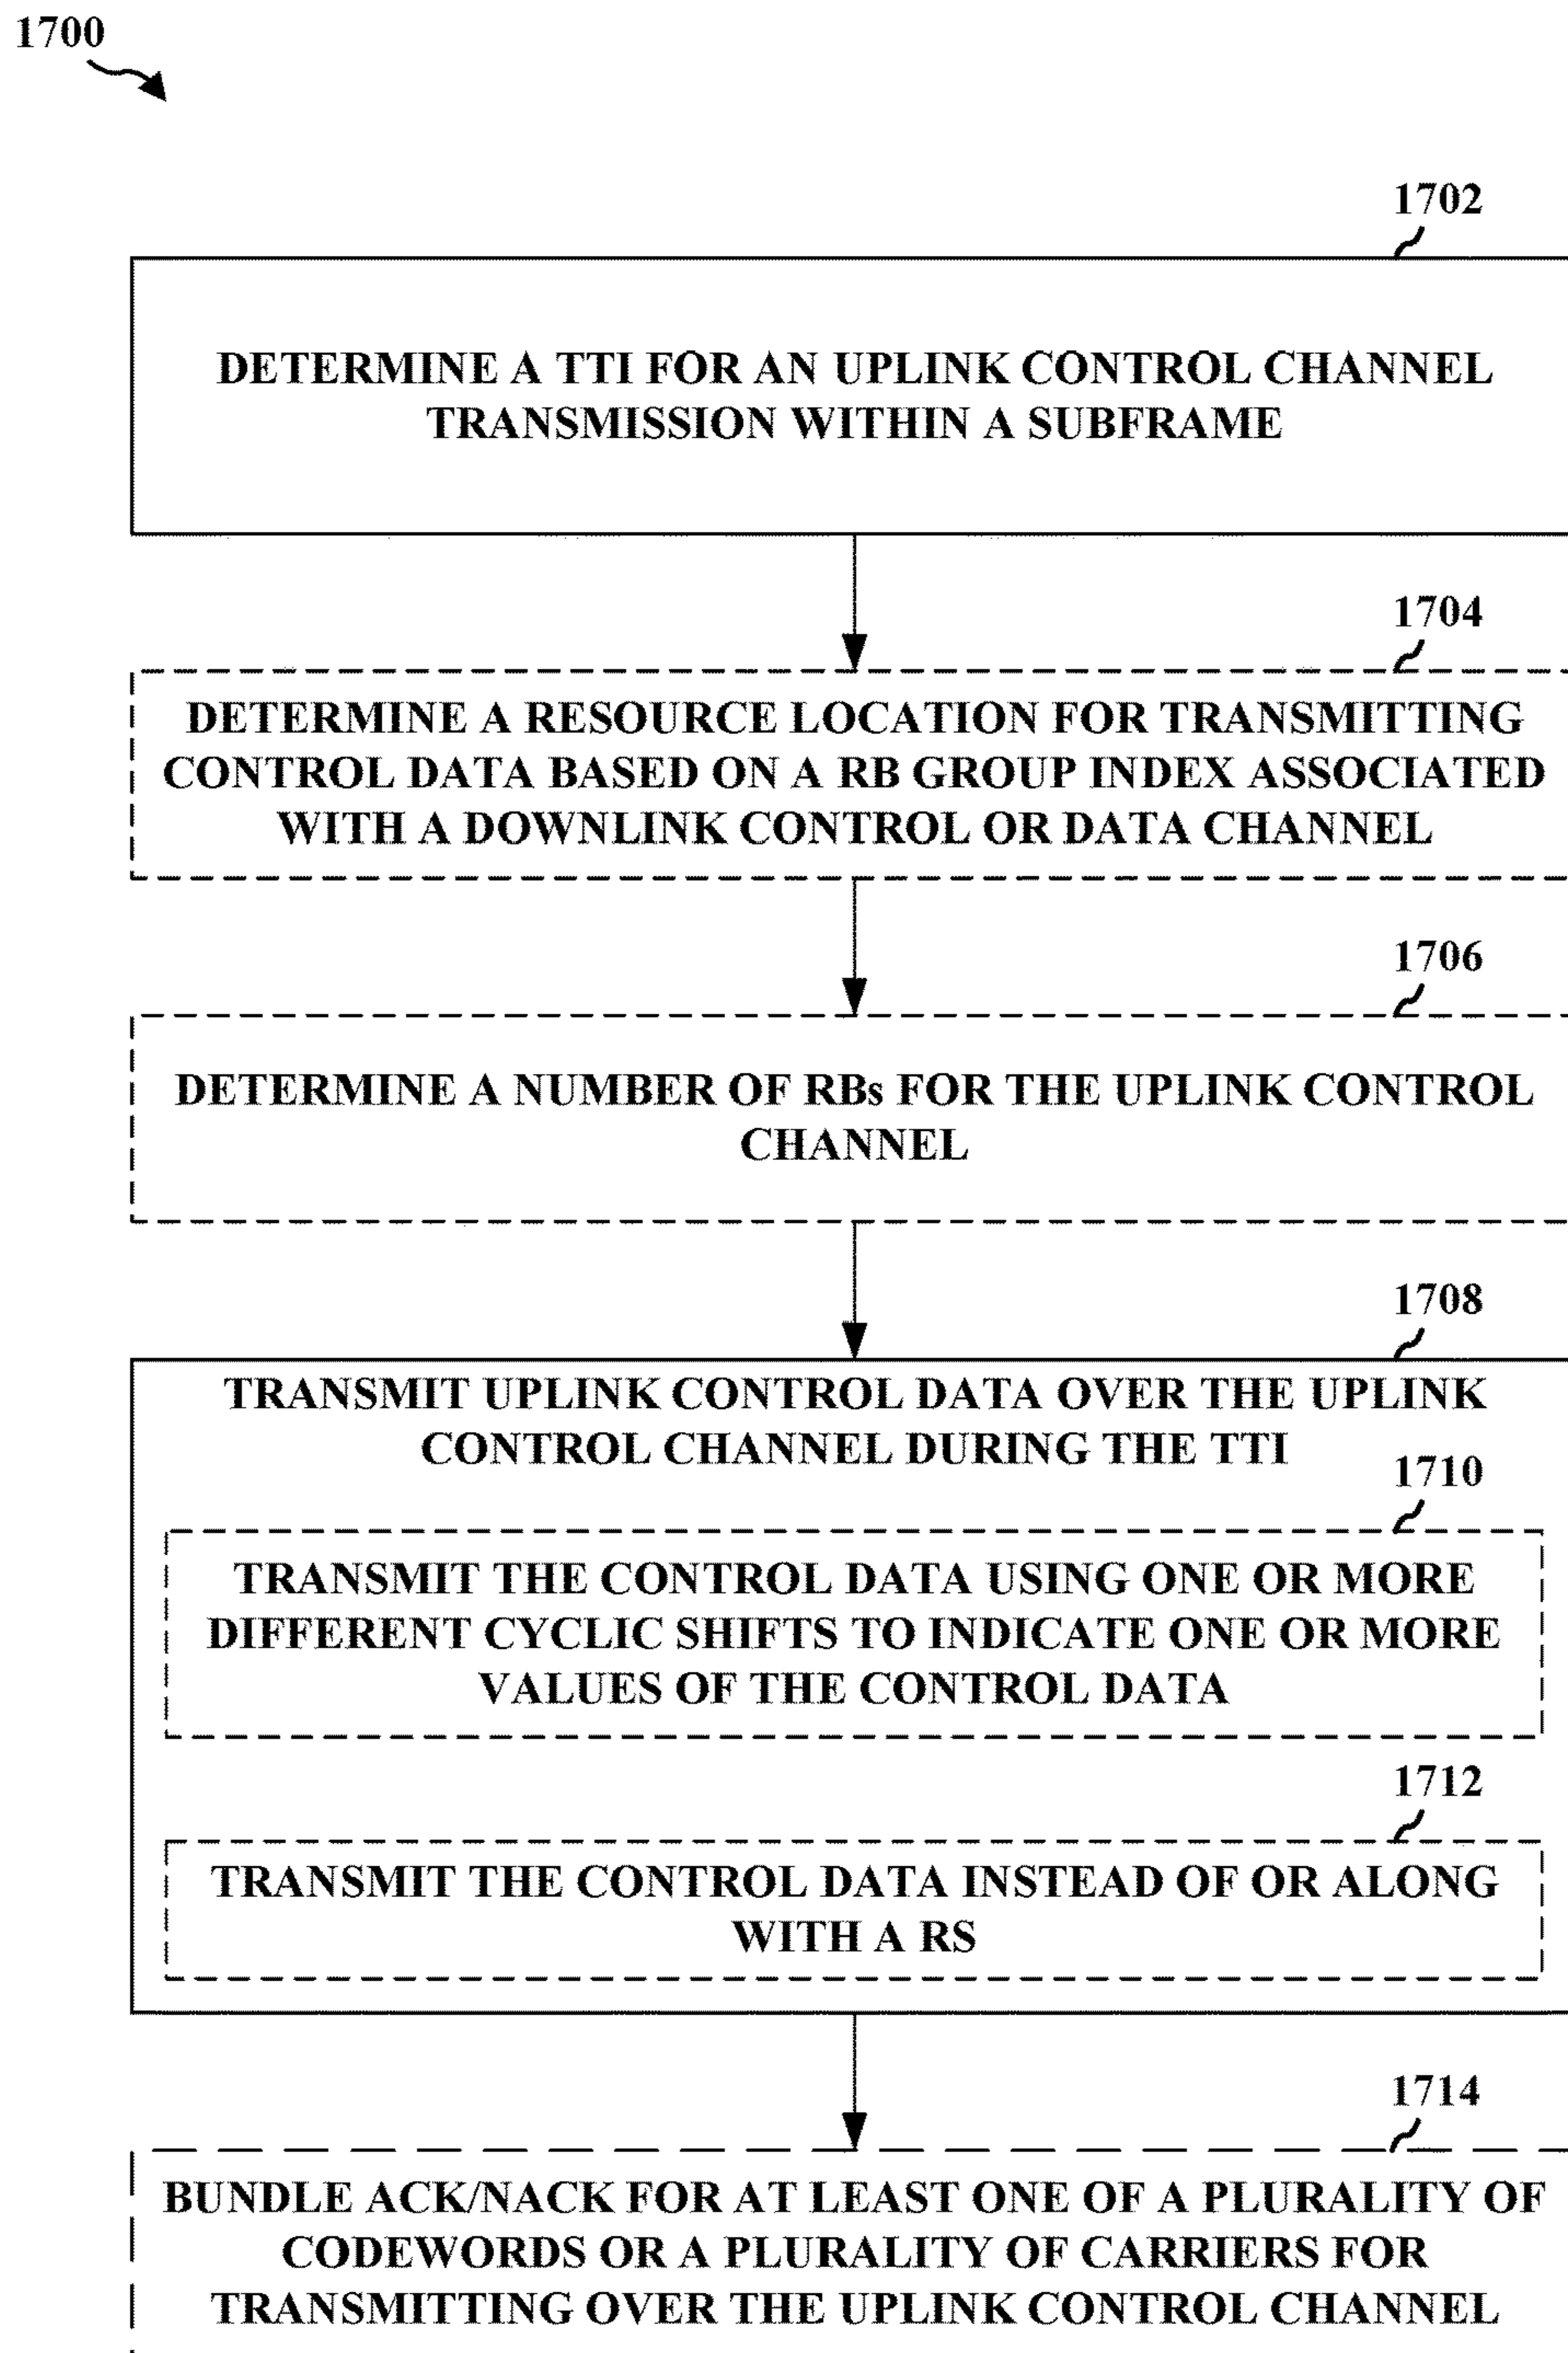 1700
1702
DETERMINE A TTI FOR AN UPLINK CONTROL CHANNEL
TRANSMISSION WITHIN A SUBFRAME
1704
DETERMINE A RESOURCE LOCATION FOR TRANSMITTING
CONTROL DATA BASED ON A RB GROUP INDEX ASSOCIATED
WITH A DOWNLINK CONTROL OR DATA CHANNEL
1706
DETERMINE A NUMBER OF RBs FOR THE UPLINK CONTROL
CHANNEL
1708
TRANSMIT UPLINK CONTROL DATA OVER THE UPLINK
CONTROL CHANNEL DURING THE TTI
1710
TRANSMIT THE CONTROL DATA USING ONE OR MORE
DIFFERENT CYCLIC SHIFTS TO INDICATE ONE OR MORE
VALUES OF THE CONTROL DATA
1712
TRANSMIT THE CONTROL DATA INSTEAD OF OR ALONG
WITH A RS
1714
BUNDLE ACK/NACK FOR AT LEAST ONE OF A PLURALITY OF
CODEWORDS OR A PLURALITY OF CARRIERS FOR
TRANSMITTING OVER THE UPLINK CONTROL CHANNEL